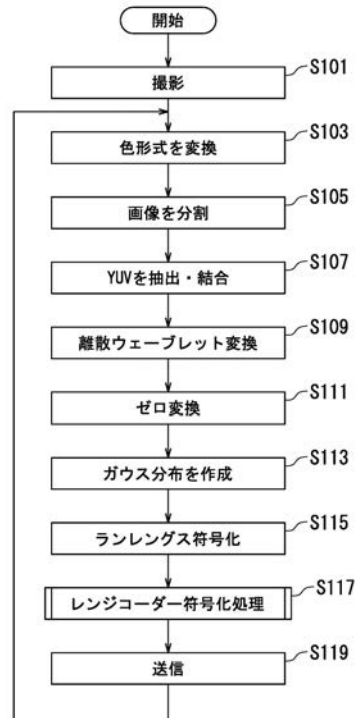 開始
撮影 S101
色形式を変換 S103
画像を分割 S105
YUVを抽出・結合 S107
離散ウェーブレット変換 S109
ゼロ変換 S111
ガウス分布を作成 S113
ランレングス符号化 S115
レンジコーダー符号化処理 S117
送信 S119